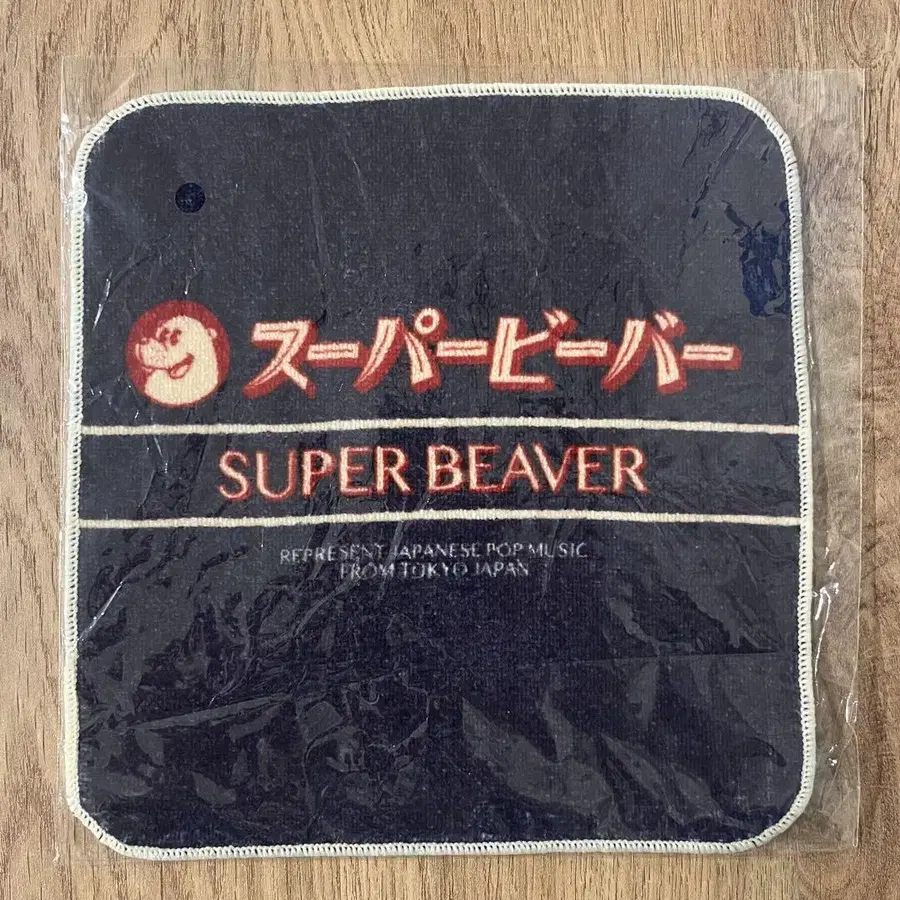 スーパービーバー
SUPER BEAVER
REPRESENT JAPANESE POP MUSIC
FROM TOKYO JAPAN